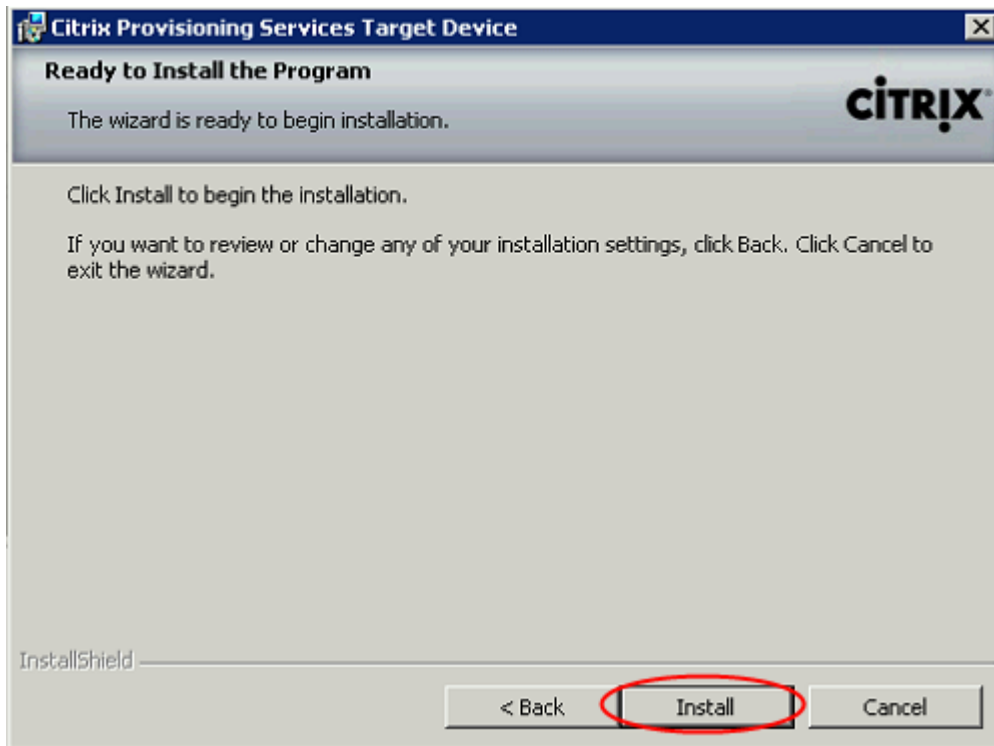 Citrix Provisioning Services Target Device
Ready to Install the Program
The wizard is ready to begin installation.
CITRIX
Click Install to begin the installation.
If you want to review or change any of your installation settings, click Back. Click Cancel to
exit the wizard.
InstallShield
< Back
Install
Cancel